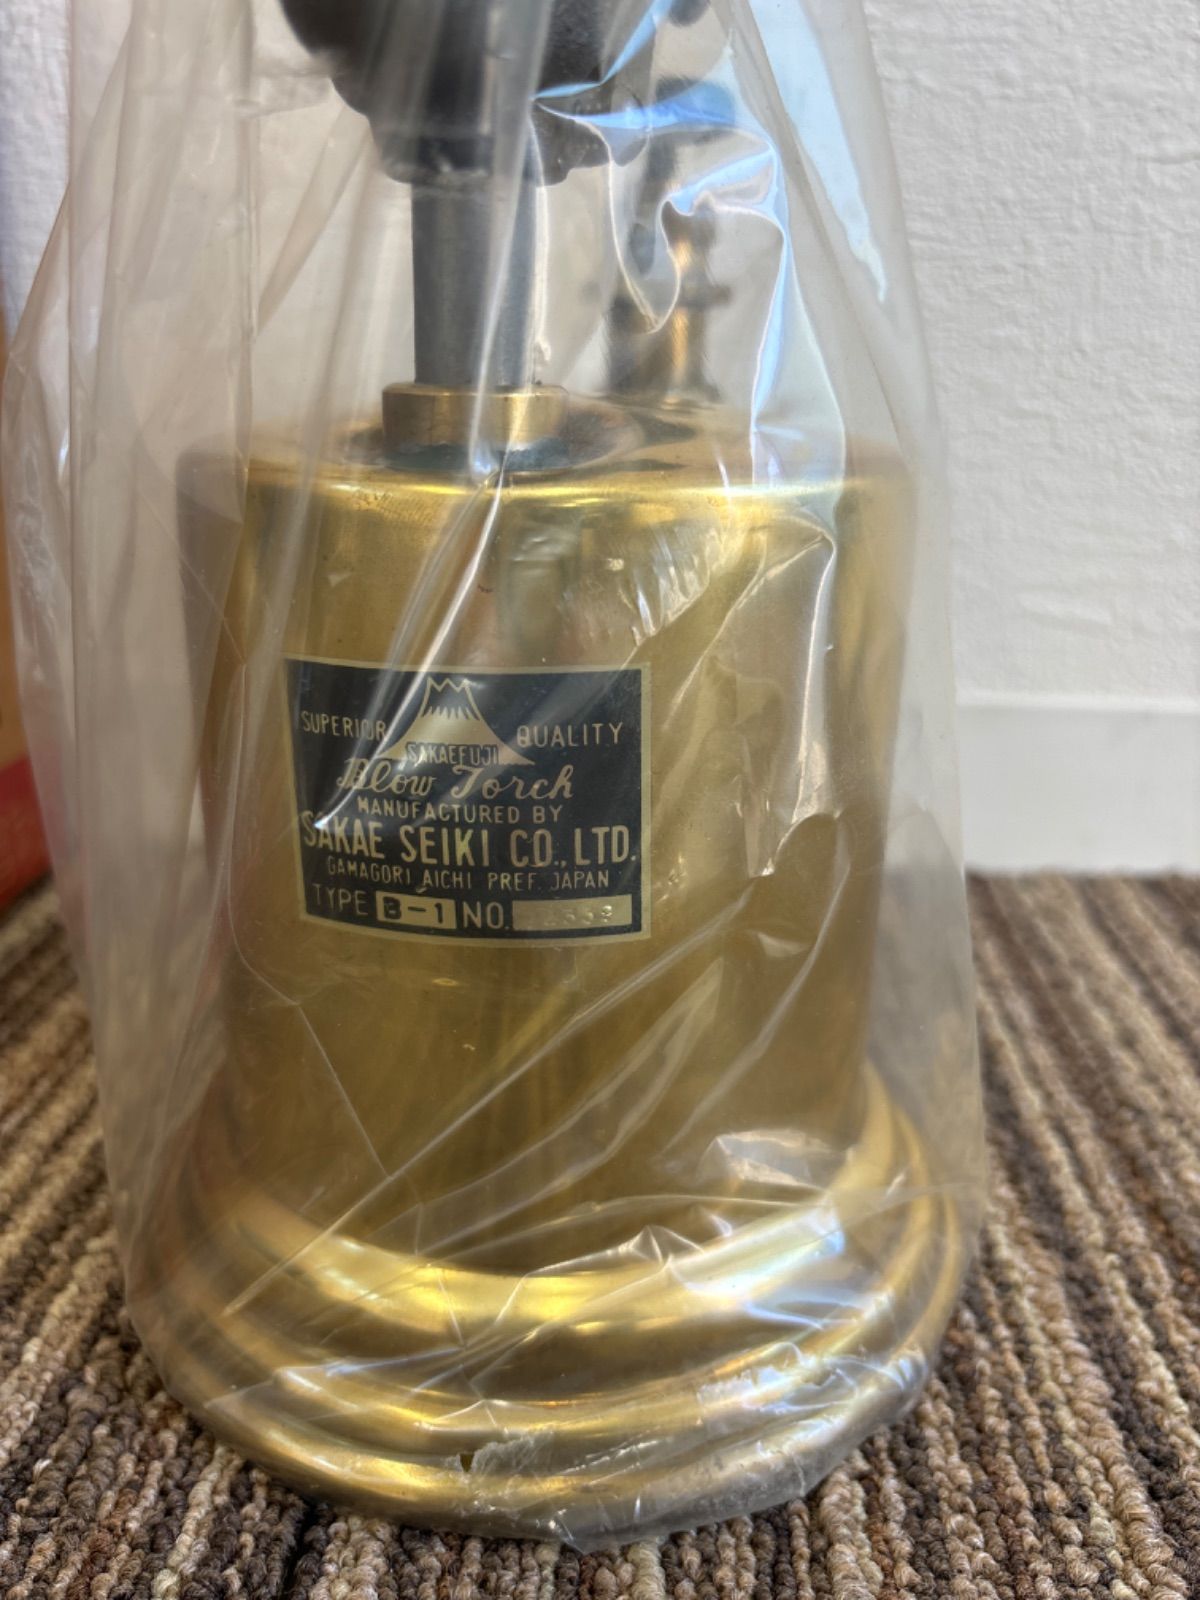 SUPERIOR QUALITY
SAKAEFUJI
Blow Torch
MANUFACTURED BY
SAKAE SEIKI CO., LTD.
GAMAGORI AICHI PREF. JAPAN
TYPE B-1 NO.